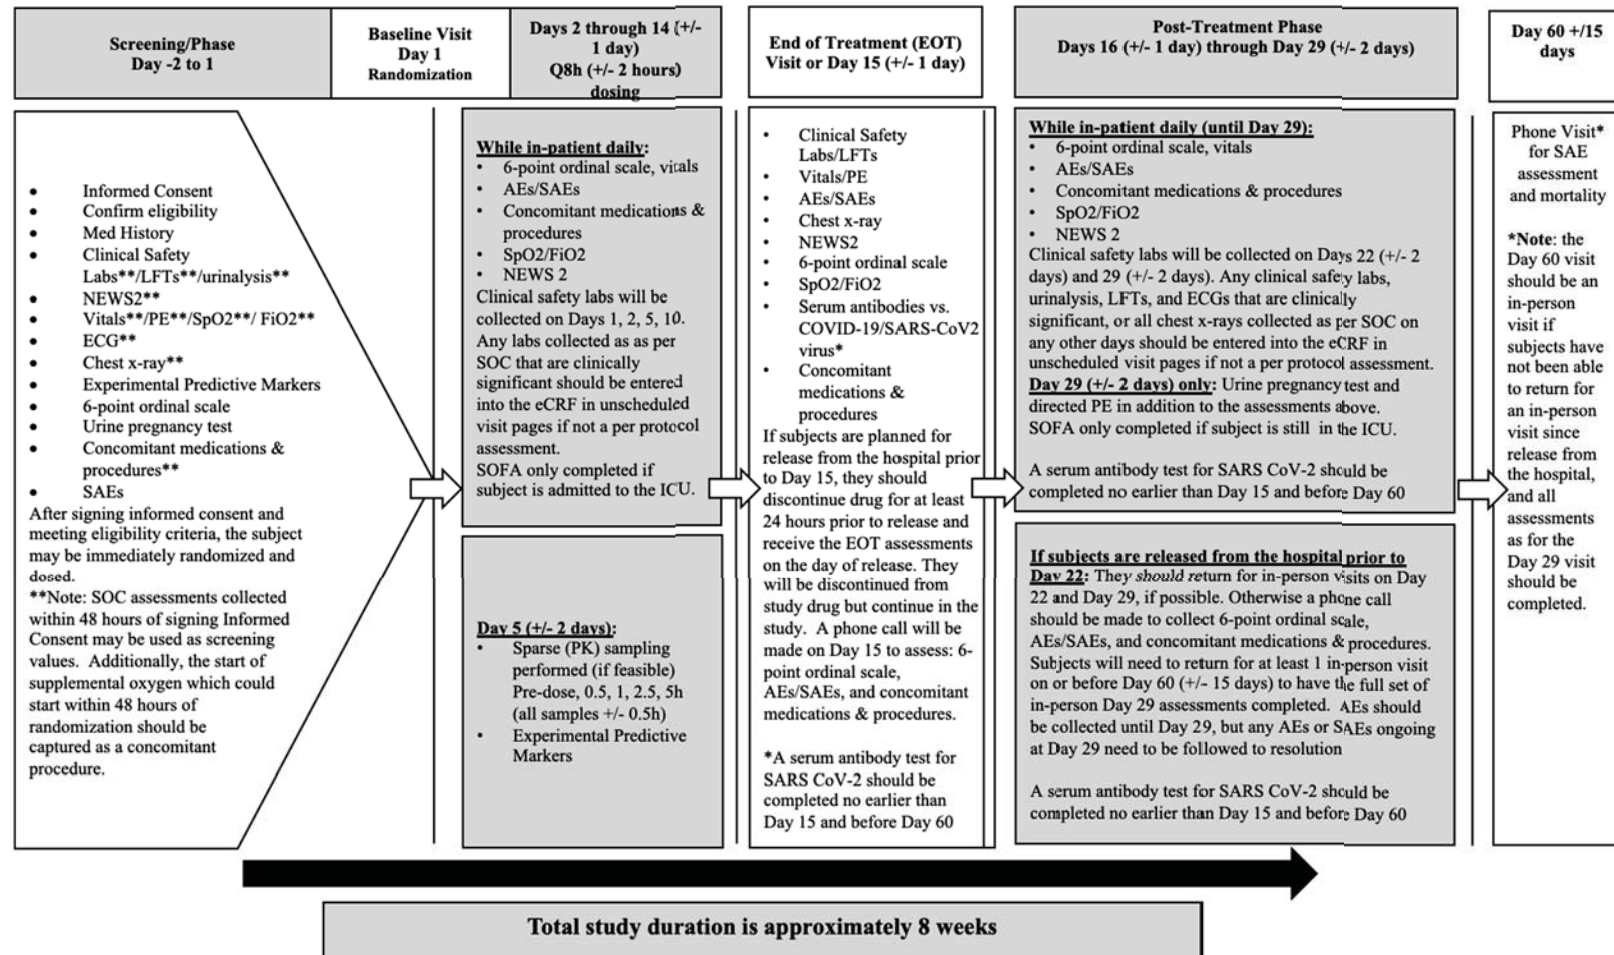 Screening/Phase
Day -2 to 1
Baseline Visit
Day 1
Randomization
Days 2 through 14 (+/-
1 day)
Q8h (+/- 2 hours)
dosing
End of Treatment (EOT)
Visit or Day 15 (+/- 1 day)
Post-Treatment Phase
Days 16 (+/- 1 day) through Day 29 (+/- 2 days)
Day 60 +/15
days
• Informed Consent
• Confirm eligibility
• Med History
• Clinical Safety
Labs**/LFTs**/urinalysis**
• NEWS2**
• Vitals**/PE**/SpO2**/ FiO2**
• ECG**
• Chest x-ray**
• Experimental Predictive Markers
• 6-point ordinal scale
• Urine pregnancy test
• Concomitant medications &
procedures**
• SAEs
After signing informed consent and
meeting eligibility criteria, the subject
may be immediately randomized and
dosed.
**Note: SOC assessments collected
within 48 hours of signing Informed
Consent may be used as screening
values. Additionally, the start of
supplemental oxygen which could
start within 48 hours of
randomization should be
captured as a concomitant
procedure.
While in-patient daily:
• 6-point ordinal scale, vitals
• AEs/SAEs
• Concomitant medications &
procedures
• SpO2/FiO2
• NEWS 2
Clinical safety labs will be
collected on Days 1, 2, 5, 10.
Any labs collected as as per
SOC that are clinically
significant should be entered
into the eCRF in unscheduled
visit pages if not a per protocol
assessment.
SOFA only completed if
subject is admitted to the ICU.
Day 5 (+/- 2 days):
• Sparse (PK) sampling
performed (if feasible)
Pre-dose, 0.5, 1, 2.5, 5h
(all samples +/- 0.5h)
• Experimental Predictive
Markers
• Clinical Safety
Labs/LFTs
• Vitals/PE
• AEs/SAEs
• Chest x-ray
• NEWS2
• 6-point ordinal scale
• SpO2/FiO2
• Serum antibodies vs.
COVID-19/SARS-CoV2
virus*
• Concomitant
medications &
procedures
If subjects are planned for
release from the hospital prior
to Day 15, they should
discontinue drug for at least
24 hours prior to release and
receive the EOT assessments
on the day of release. They
will be discontinued from
study drug but continue in the
study. A phone call will be
made on Day 15 to assess: 6-
point ordinal scale,
AEs/SAEs, and concomitant
medications & procedures.
*A serum antibody test for
SARS CoV-2 should be
completed no earlier than
Day 15 and before Day 60
While in-patient daily (until Day 29):
• 6-point ordinal scale, vitals
• AEs/SAEs
• Concomitant medications & procedures
• SpO2/FiO2
• NEWS 2
Clinical safety labs will be collected on Days 22 (+/- 2
days) and 29 (+/- 2 days). Any clinical safety labs,
urinalysis, LFTs, and ECGs that are clinically
significant, or all chest x-rays collected as per SOC on
any other days should be entered into the eCRF in
unscheduled visit pages if not a per protocol assessment.
Day 29 (+/- 2 days) only: Urine pregnancy test and
directed PE in addition to the assessments above.
SOFA only completed if subject is still in the ICU.
A serum antibody test for SARS CoV-2 should be
completed no earlier than Day 15 and before Day 60
If subjects are released from the hospital prior to
Day 22: They should return for in-person visits on Day
22 and Day 29, if possible. Otherwise a phone call
should be made to collect 6-point ordinal scale,
AEs/SAEs, and concomitant medications & procedures.
Subjects will need to return for at least 1 in-person visit
on or before Day 60 (+/- 15 days) to have the full set of
in-person Day 29 assessments completed. AEs should
be collected until Day 29, but any AEs or SAEs ongoing
at Day 29 need to be followed to resolution
A serum antibody test for SARS CoV-2 should be
completed no earlier than Day 15 and before Day 60
Phone Visit*
for SAE
assessment
and mortality
*Note: the
Day 60 visit
should be an
in-person
visit if
subjects have
not been able
to return for
an in-person
visit since
release from
the hospital,
and all
assessments
as for the
Day 29 visit
should be
completed.
Total study duration is approximately 8 weeks